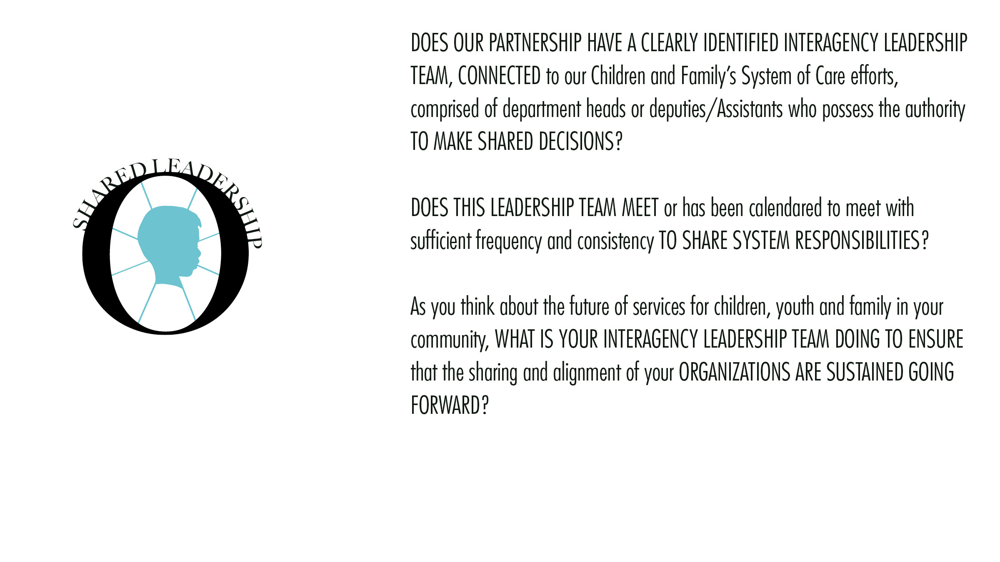 SHARED LEADERSHIP
DOES OUR PARTNERSHIP HAVE A CLEARLY IDENTIFIED INTERAGENCY LEADERSHIP
TEAM, CONNECTED to our Children and Family’s System of Care efforts,
comprised of department heads or deputies/Assistants who possess the authority
TO MAKE SHARED DECISIONS?
DOES THIS LEADERSHIP TEAM MEET or has been calendared to meet with
sufficient frequency and consistency TO SHARE SYSTEM RESPONSIBILITIES?
As you think about the future of services for children, youth and family in your
community, WHAT IS YOUR INTERAGENCY LEADERSHIP TEAM DOING TO ENSURE
that the sharing and alignment of your ORGANIZATIONS ARE SUSTAINED GOING
FORWARD?